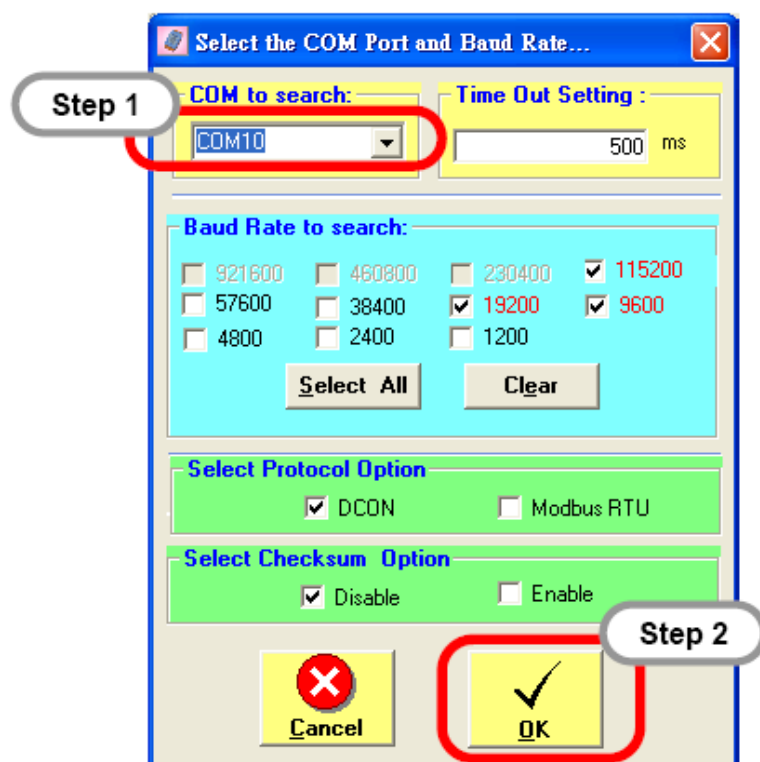 Select the COM Port and Baud Rate...
Step 1
COM to search:
Time Out Setting :
COM10
500 ms
Baud Rate to search:
921600 460800 230400 115200
57600 38400 19200 9600
4800 2400 1200
Select All Clear
Select Protocol Option
DCON Modbus RTU
Select Checksum Option
Disable Enable
Step 2
Cancel OK